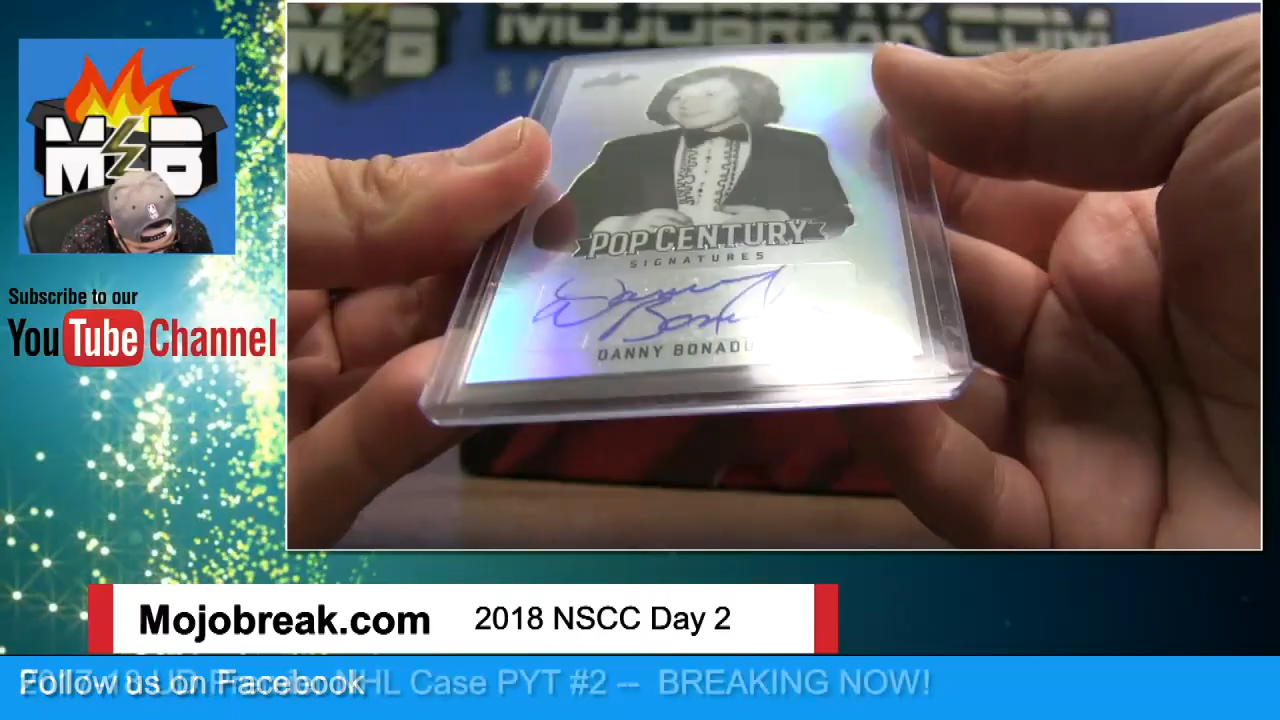 MOJOBREAK.COM
M B
POP CENTURY
SIGNATURES
Danny
DANNY BONADU
Subscribe to our
YouTube Channel
Mojobreak.com 2018 NSCC Day 2
Follow us on Facebook
NHL Case PYT #2 -- BREAKING NOW!